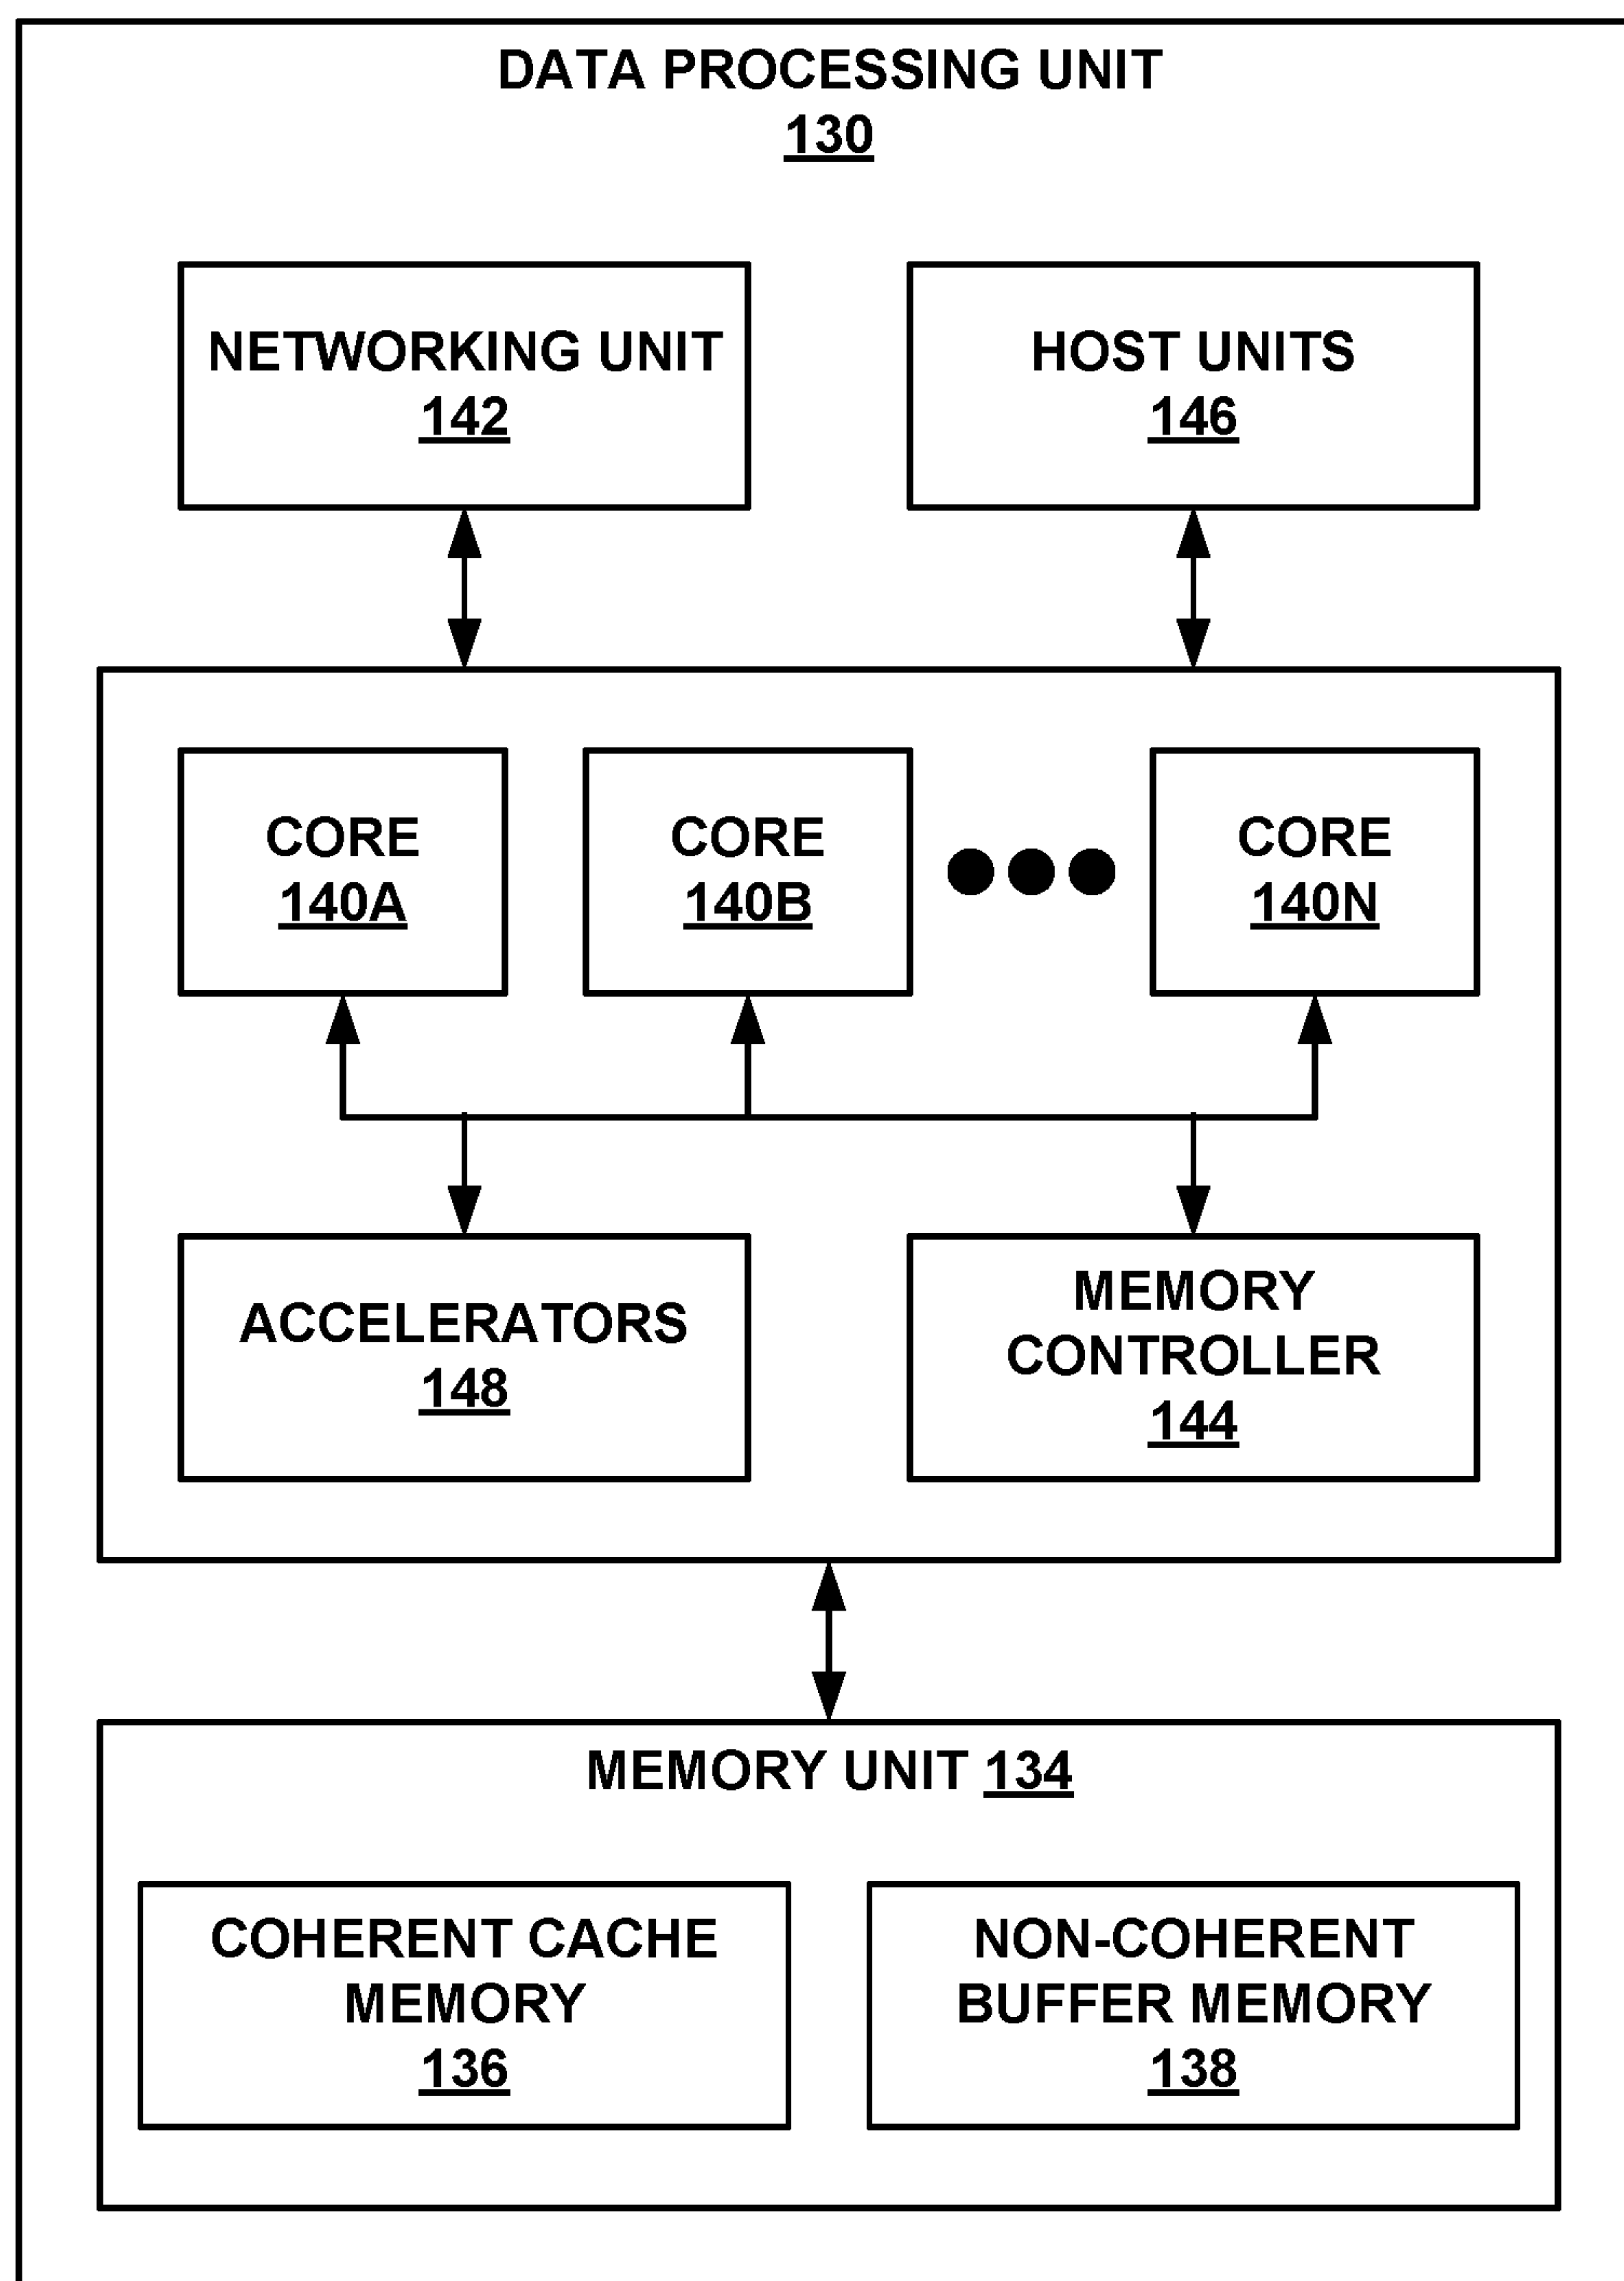 DATA PROCESSING UNIT
130
NETWORKING UNIT
142
HOST UNITS
146
CORE
140A
CORE
140B
CORE
140N
ACCELERATORS
148
MEMORY
CONTROLLER
144
MEMORY UNIT 134
COHERENT CACHE
MEMORY
136
NON-COHERENT
BUFFER MEMORY
138